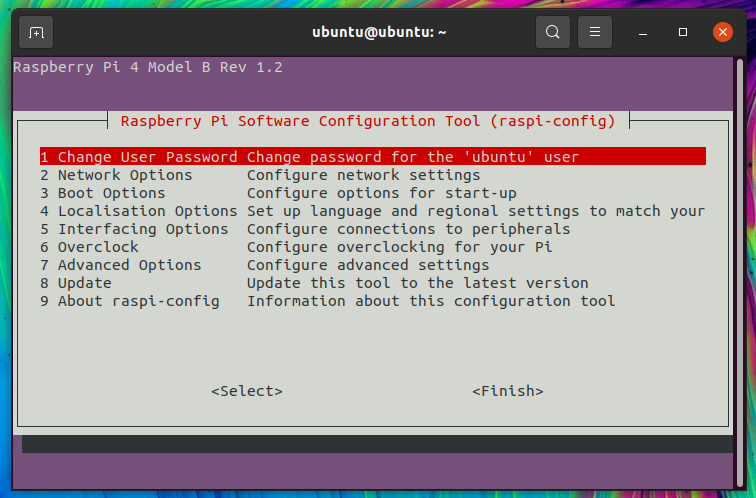 ubuntu@ubuntu: ~
Raspberry Pi 4 Model B Rev 1.2
Raspberry Pi Software Configuration Tool (raspi-config)
1 Change User Password Change password for the 'ubuntu' user
2 Network Options Configure network settings
3 Boot Options Configure options for start-up
4 Localisation Options Set up language and regional settings to match your
5 Interfacing Options Configure connections to peripherals
6 Overclock Configure overclocking for your Pi
7 Advanced Options Configure advanced settings
8 Update Update this tool to the latest version
9 About raspi-config Information about this configuration tool
<Select> <Finish>